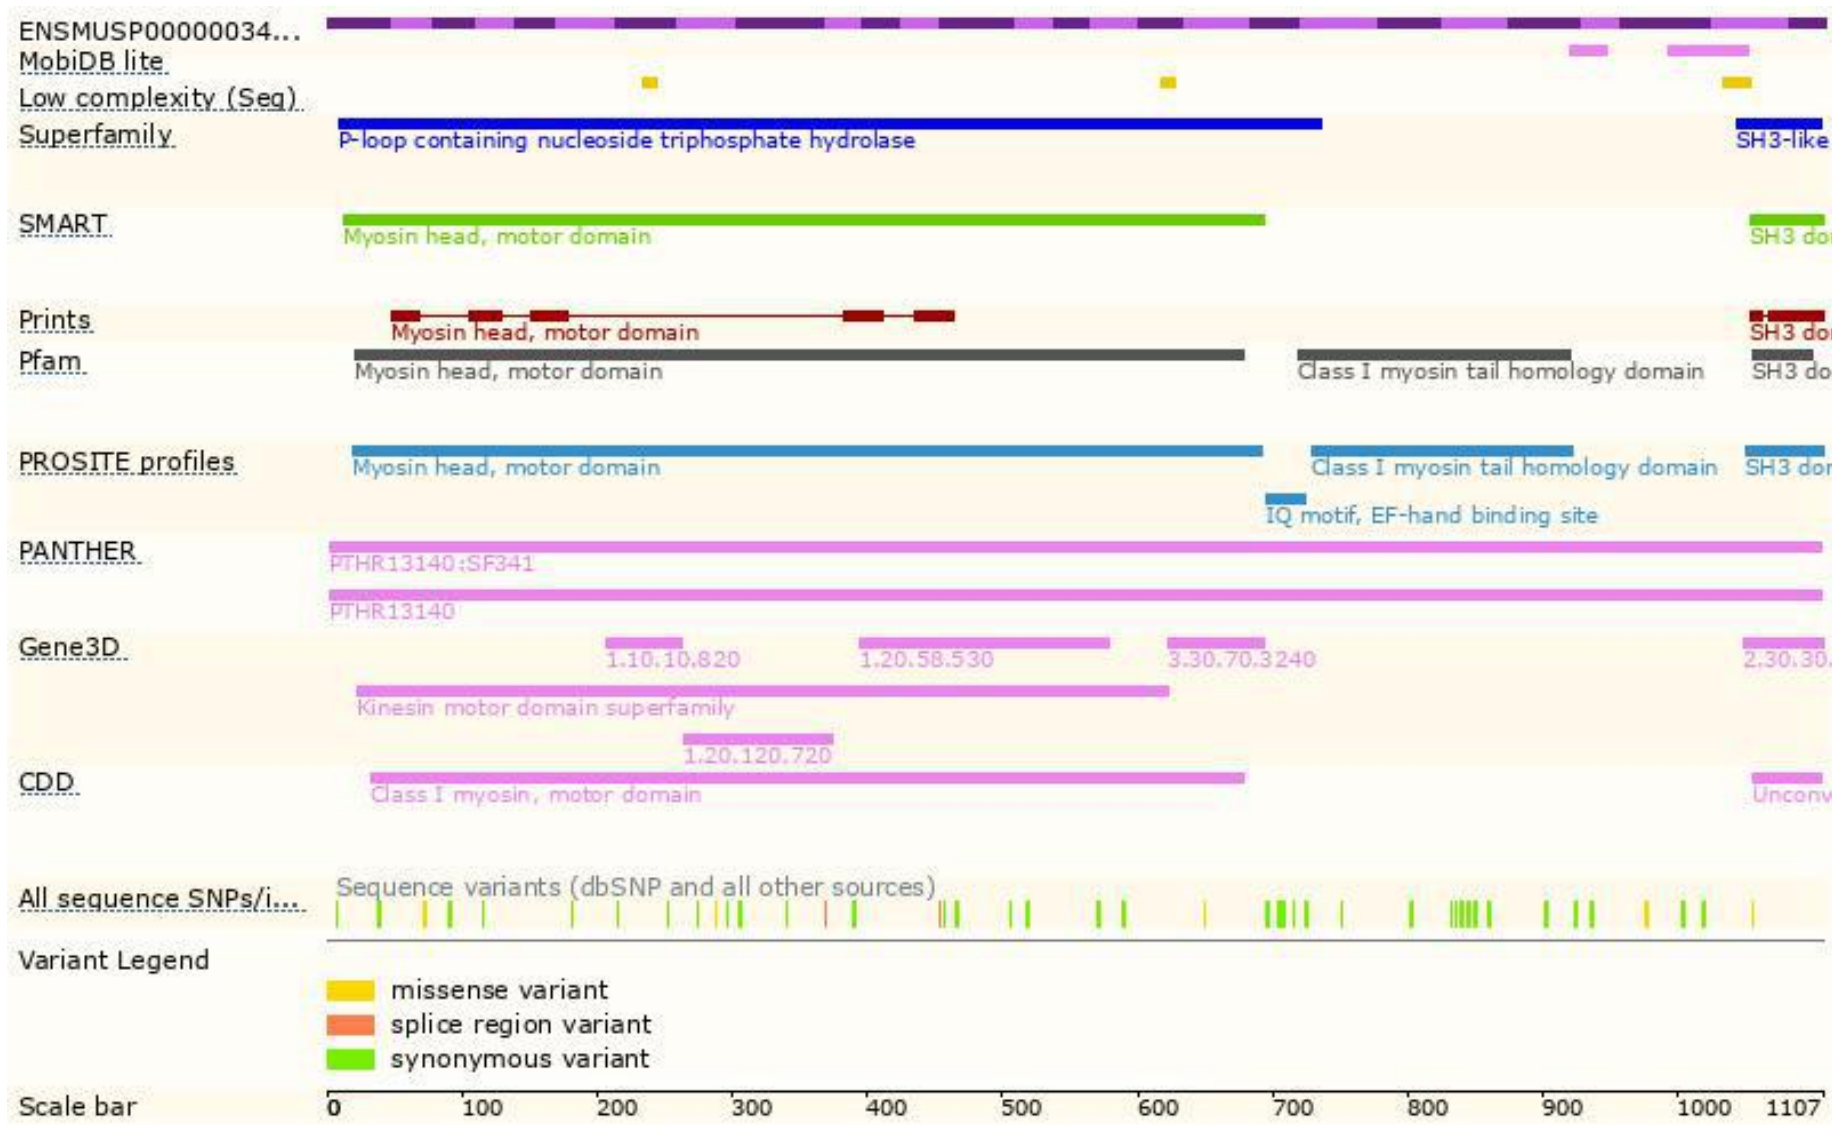 ENSMUSP00000034...
MobiDB lite
Low complexity (Seg)
Superfamily
P-loop containing nucleoside triphosphate hydrolase
SH3-like
SMART
Myosin head, motor domain
SH3 do
Prints
Myosin head, motor domain
SH3 do
Pfam
Myosin head, motor domain
Class I myosin tail homology domain
SH3 do
PROSITE profiles
Myosin head, motor domain
Class I myosin tail homology domain
SH3 dor
IQ motif, EF-hand binding site
PANTHER
PTHR13140:SF341
PTHR13140
Gene3D
1.10.10.820
1.20.58.530
3.30.70.3240
2.30.30.
Kinesin motor domain superfamily
1.20.120.720
CDD
Class I myosin, motor domain
Unconv
All sequence SNPs/i...
Sequence variants (dbSNP and all other sources)
Variant Legend
missense variant
splice region variant
synonymous variant
Scale bar
0 100 200 300 400 500 600 700 800 900 1000 1107